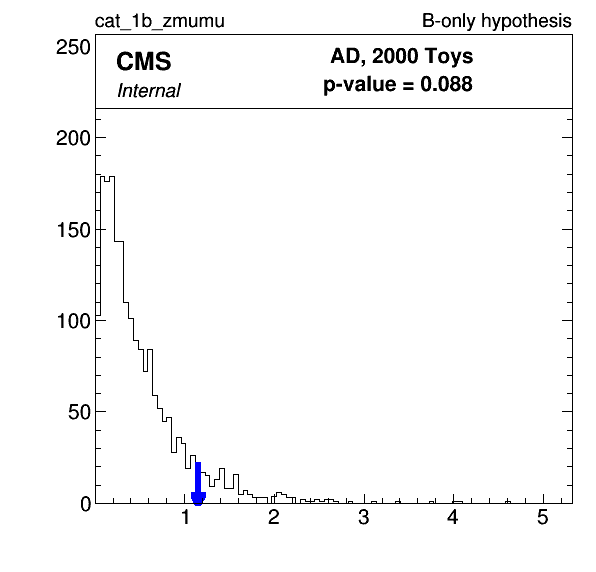 cat_1b_zmumu B-only hypothesis
CMS AD, 2000 Toys
Internal p-value = 0.088
250
200
150
100
50
0
1 2 3 4 5